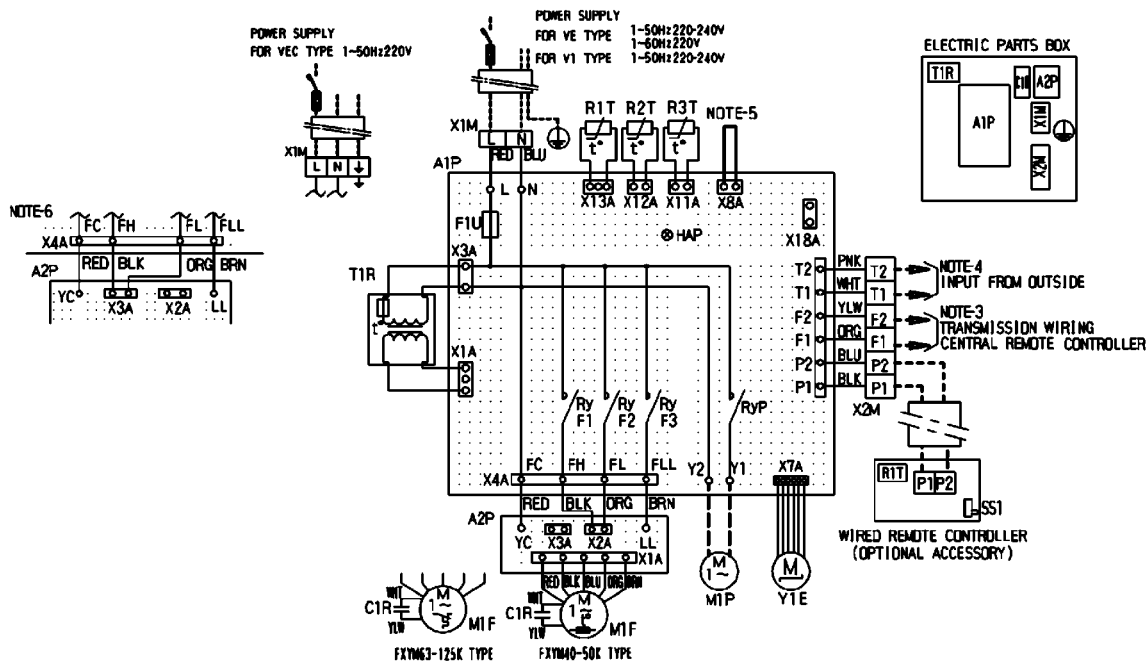 POWER SUPPLY
FOR VEC TYPE 1~50Hz220V
POWER SUPPLY
FOR VE TYPE 1~50Hz220-240V
1~60Hz220V
FOR V1 TYPE 1~50Hz220-240V
ELECTRIC PARTS BOX
T1R
C1R
A2P
A1P
X1M
X2M
X1M
L N
X1M
L N
RED BLU
R1T R2T R3T NOTE-5
t° t° t°
A1P
L N
X13A X12A X11A X8A
F1U
HAP
X18A
NOTE-6
FC FH FL FLL
X4A
RED BLK ORG BRN
A2P
YC X3A X2A LL
T1R
t°
X3A
X1A
T2 PNK T2
T1 WHT T1
NOTE-4
INPUT FROM OUTSIDE
F2 YLW F2
F1 ORG F1
NOTE-3
TRANSMISSION WIRING
CENTRAL REMOTE CONTROLLER
P2 BLU P2
P1 BLK P1
X2M
Ry F1
Ry F2
Ry F3
RyP
FC FH FL FLL
X4A
Y2 Y1
X7A
RED BLK ORG BRN
A2P
YC X3A X2A LL
X1A
RED BLK BLU ORG BRN
R1T
P1 P2
SS1
WIRED REMOTE CONTROLLER
(OPTIONAL ACCESSORY)
WHT
C1R
YLW
M
1~
M1F
FXYM63-125K TYPE
WHT
C1R
YLW
M
1~
M1F
FXYM40-50K TYPE
M
1~
M1P
M
Y1E